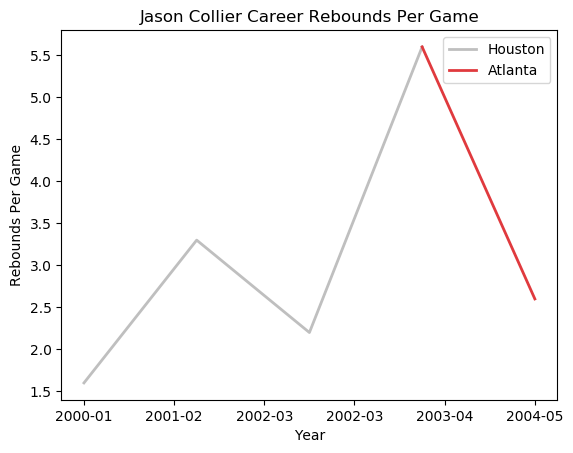 Jason Collier Career Rebounds Per Game
Houston
Atlanta
5.5
5.0
4.5
4.0
3.5
3.0
2.5
2.0
1.5
Rebounds Per Game
2000-01 2001-02 2002-03 2002-03 2003-04 2004-05
Year